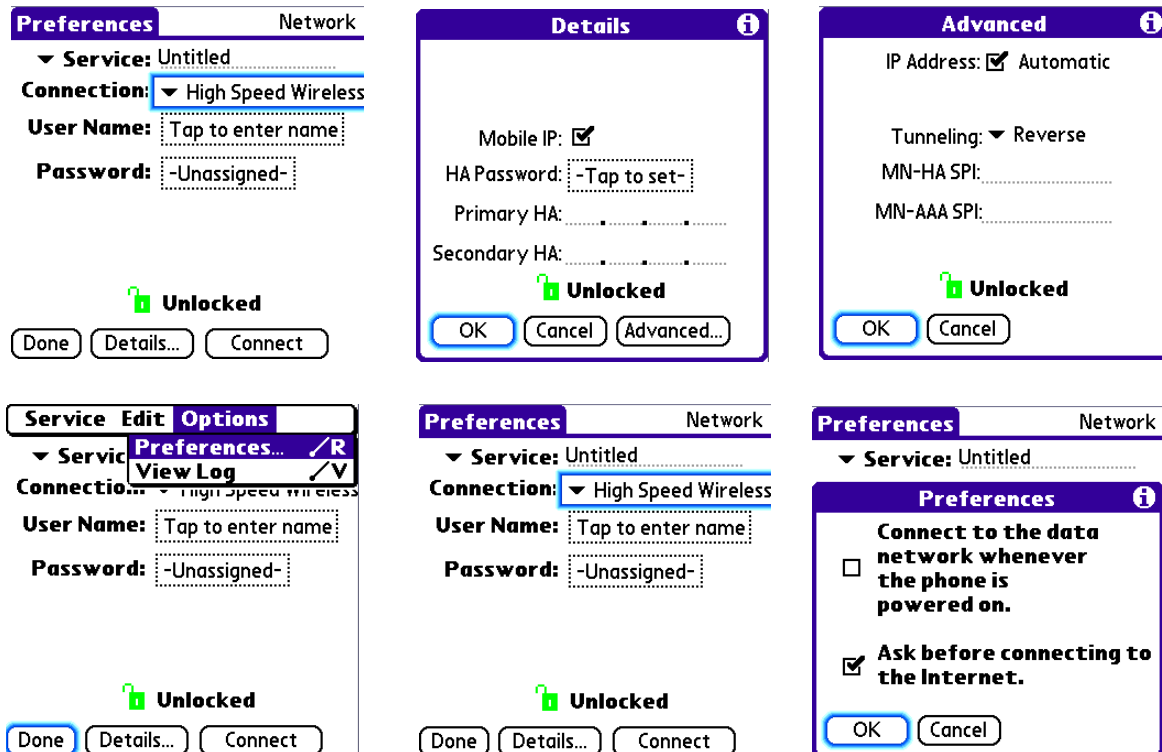 Preferences Network
Service: Untitled
Connection: High Speed Wireless
User Name: Tap to enter name
Password: -Unassigned-
Unlocked
Done Details... Connect
Details
Mobile IP:
HA Password: -Tap to set-
Primary HA: . . .
Secondary HA: . . .
Unlocked
OK Cancel Advanced...
Advanced
IP Address: Automatic
Tunneling: Reverse
MN-HA SPI:
MN-AAA SPI:
Unlocked
OK Cancel
Service Edit Options
Preferences... /R
Servic View Log /V
Connectio... High Speed Wireless
User Name: Tap to enter name
Password: -Unassigned-
Unlocked
Done Details... Connect
Preferences Network
Service: Untitled
Connection: High Speed Wireless
User Name: Tap to enter name
Password: -Unassigned-
Unlocked
Done Details... Connect
Preferences Network
Service: Untitled
Preferences
Connect to the data
network whenever
the phone is
powered on.
Ask before connecting to
the Internet.
OK Cancel